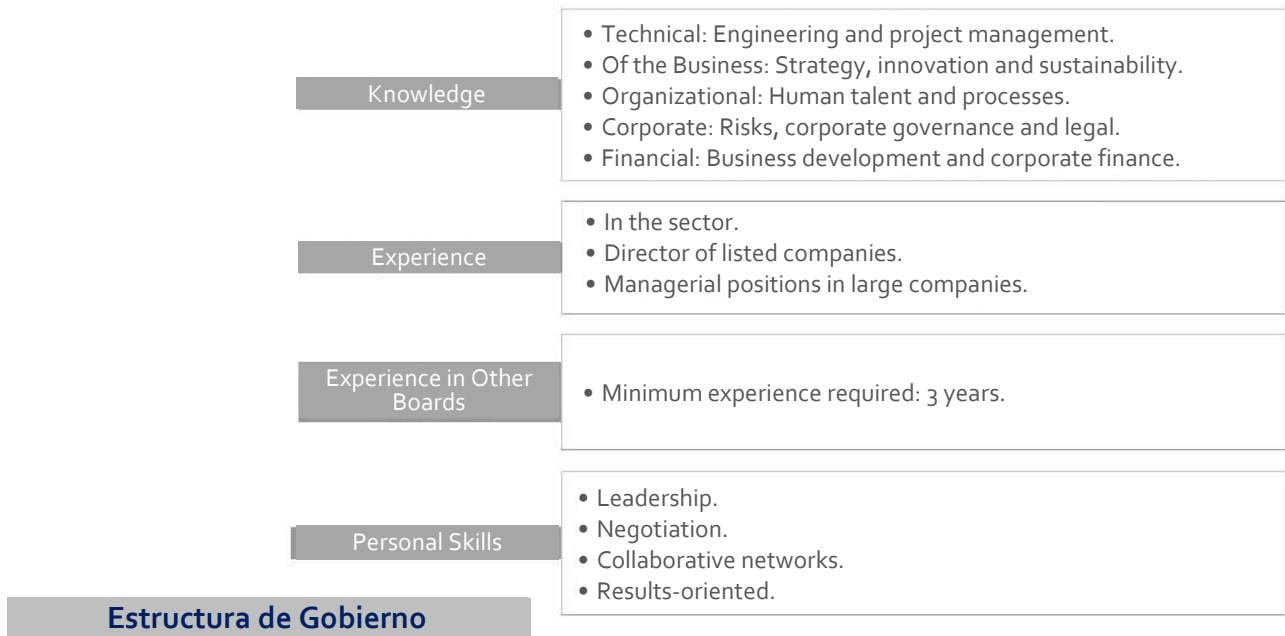 Knowledge
• Technical: Engineering and project management.
• Of the Business: Strategy, innovation and sustainability.
• Organizational: Human talent and processes.
• Corporate: Risks, corporate governance and legal.
• Financial: Business development and corporate finance.
Experience
• In the sector.
• Director of listed companies.
• Managerial positions in large companies.
Experience in Other
Boards
• Minimum experience required: 3 years.
Personal Skills
• Leadership.
• Negotiation.
• Collaborative networks.
• Results-oriented.
Estructura de Gobierno